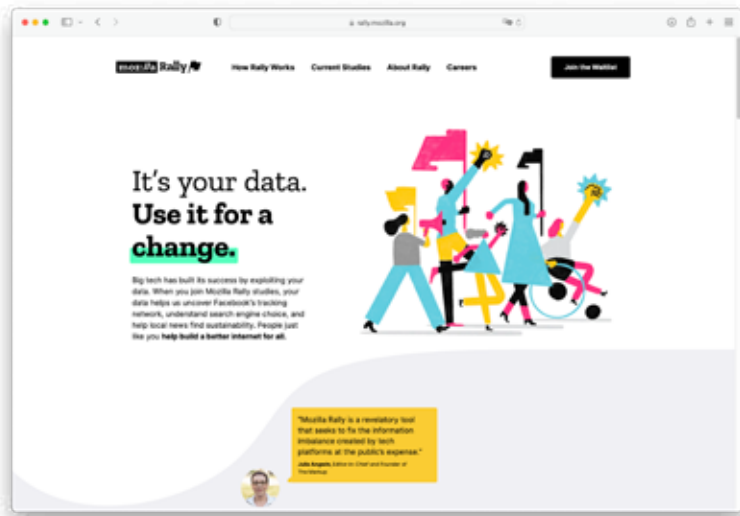 rally.mozilla.org
mozilla Rally
How Rally Works
Current Studies
About Rally
Careers
Join the Waitlist
It's your data.
Use it for a
change.
Big tech has built its success by exploiting your
data. When you join Mozilla Rally studies, your
data helps us uncover Facebook's tracking
network, understand search engine choice, and
help local news find sustainability. People just
like you help build a better internet for all.
"Mozilla Rally is a revelatory tool
that seeks to fix the information
imbalance created by tech
platforms at the public's expense."
Julia Angwin, Editor-in-Chief and Founder of
The Markup